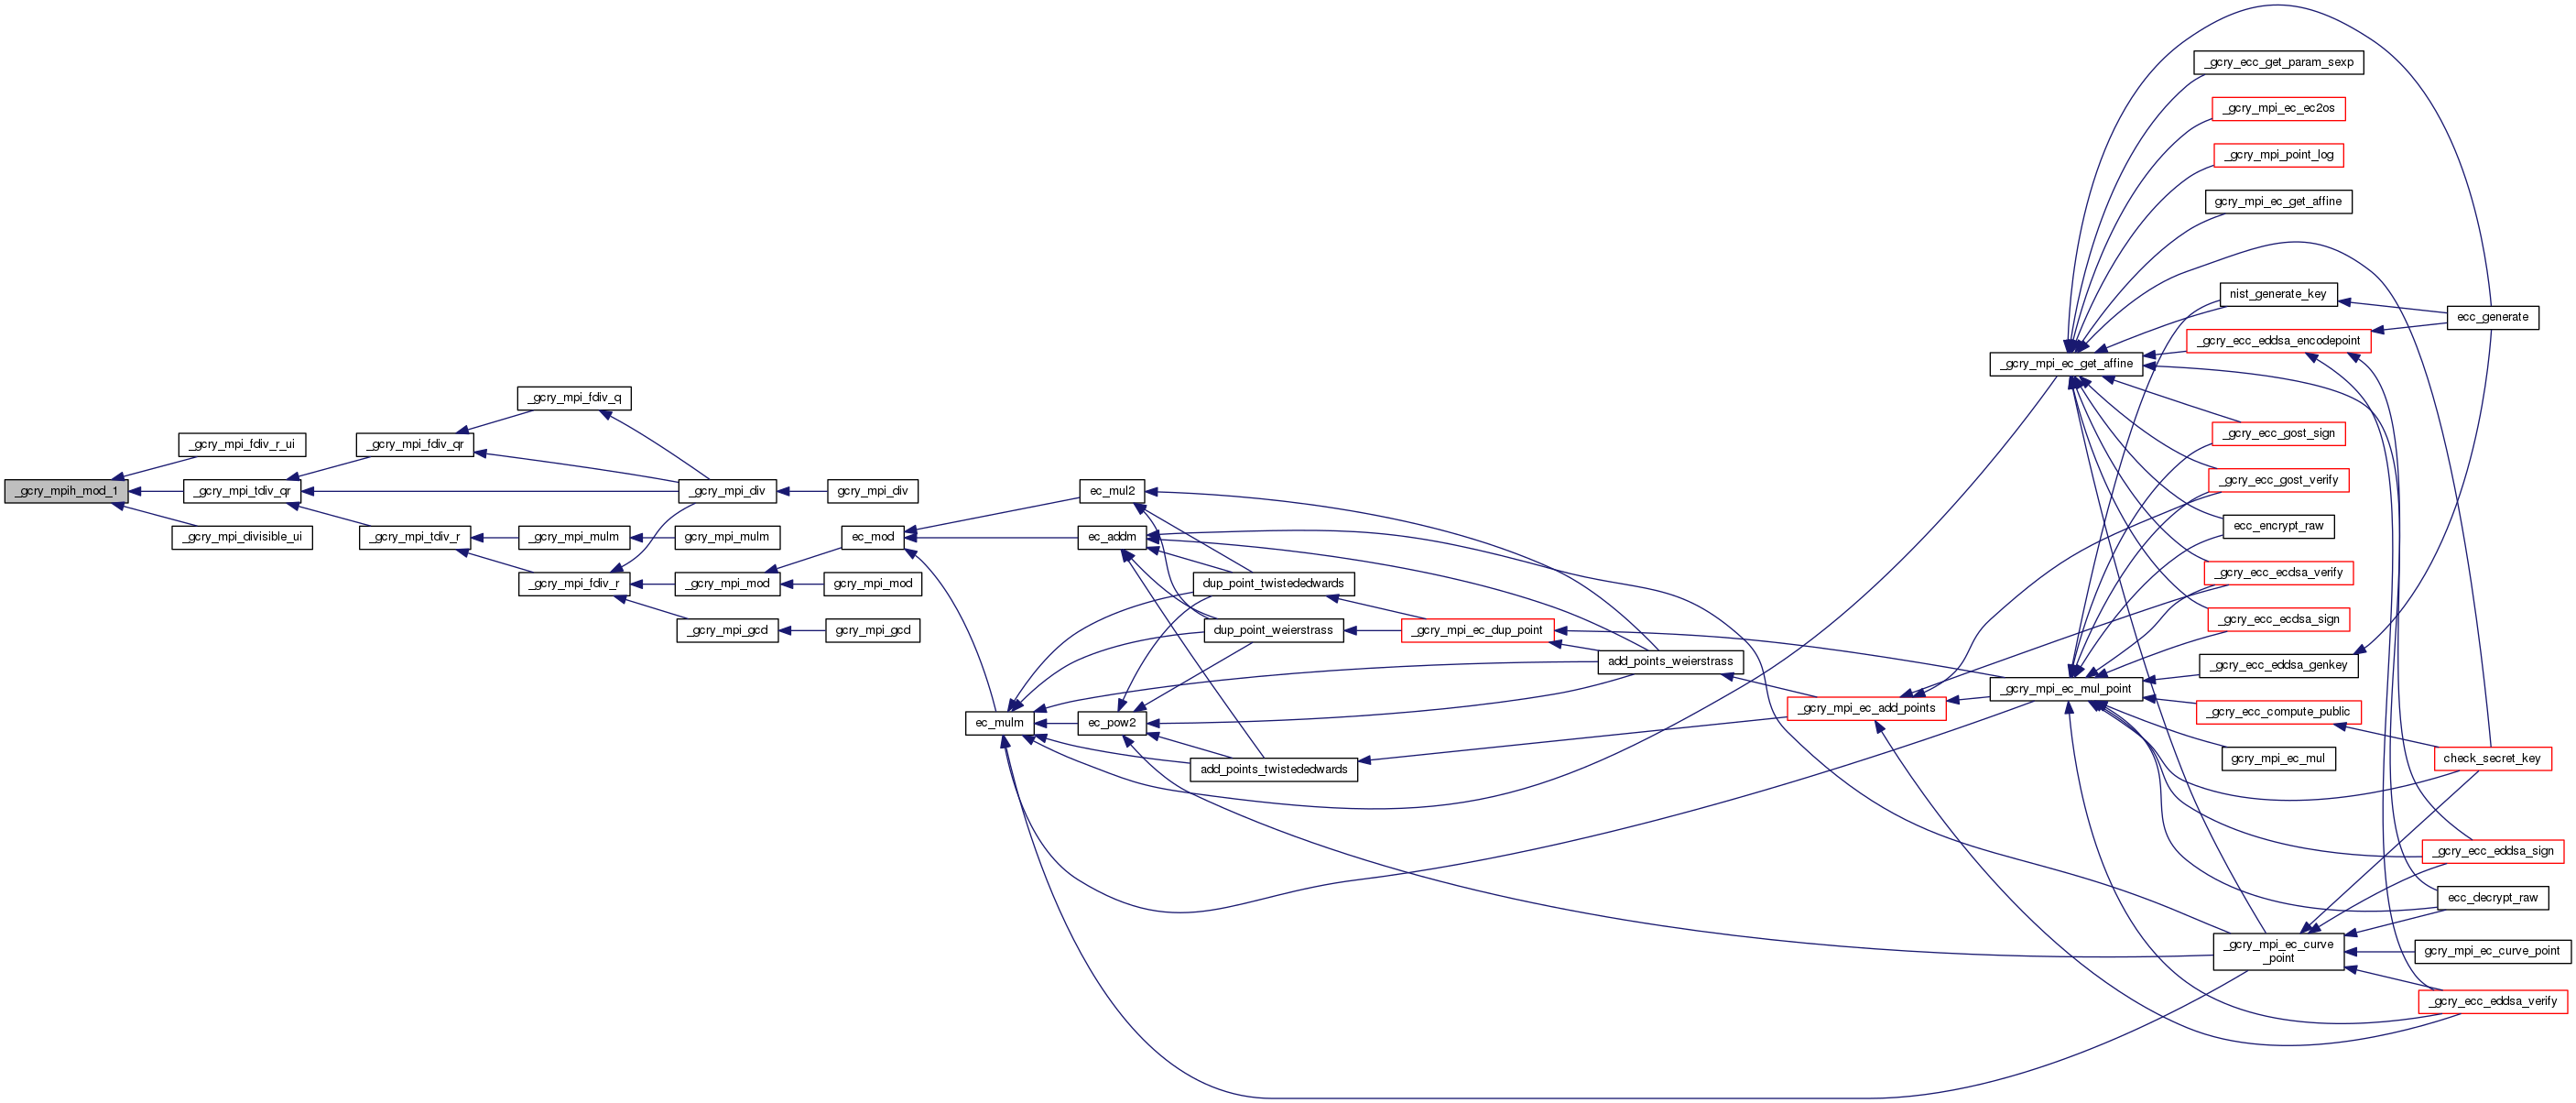 _gcry_mpih_mod_1
_gcry_mpi_fdiv_r_ui
_gcry_mpi_tdiv_qr
_gcry_mpi_divisible_ui
_gcry_mpi_fdiv_qr
_gcry_mpi_tdiv_r
_gcry_mpi_fdiv_q
_gcry_mpi_mulm
_gcry_mpi_fdiv_r
_gcry_mpi_div
gcry_mpi_mulm
_gcry_mpi_mod
_gcry_mpi_gcd
gcry_mpi_div
ec_mod
gcry_mpi_mod
gcry_mpi_gcd
ec_mulm
ec_mul2
ec_addm
ec_pow2
dup_point_twistededwards
dup_point_weierstrass
add_points_twistededwards
_gcry_mpi_ec_dup_point
add_points_weierstrass
_gcry_mpi_ec_add_points
_gcry_mpi_ec_get_affine
_gcry_mpi_ec_mul_point
_gcry_ecc_get_param_sexp
_gcry_mpi_ec_ec2os
_gcry_mpi_point_log
gcry_mpi_ec_get_affine
nist_generate_key
_gcry_ecc_eddsa_encodepoint
_gcry_ecc_gost_sign
_gcry_ecc_gost_verify
ecc_encrypt_raw
_gcry_ecc_ecdsa_verify
_gcry_ecc_ecdsa_sign
_gcry_ecc_eddsa_genkey
_gcry_ecc_compute_public
gcry_mpi_ec_mul
_gcry_mpi_ec_curve
_point
ecc_generate
check_secret_key
_gcry_ecc_eddsa_sign
ecc_decrypt_raw
gcry_mpi_ec_curve_point
_gcry_ecc_eddsa_verify